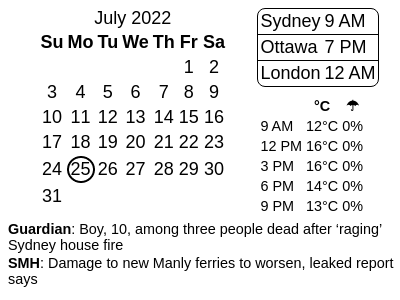 July 2022
Su Mo Tu We Th Fr Sa
1 2
3 4 5 6 7 8 9
10 11 12 13 14 15 16
17 18 19 20 21 22 23
24 25 26 27 28 29 30
31
Sydney 9 AM
Ottawa 7 PM
London 12 AM
°C ☂
9 AM 12°C 0%
12 PM 16°C 0%
3 PM 16°C 0%
6 PM 14°C 0%
9 PM 13°C 0%
Guardian: Boy, 10, among three people dead after ‘raging’
Sydney house fire
SMH: Damage to new Manly ferries to worsen, leaked report
says